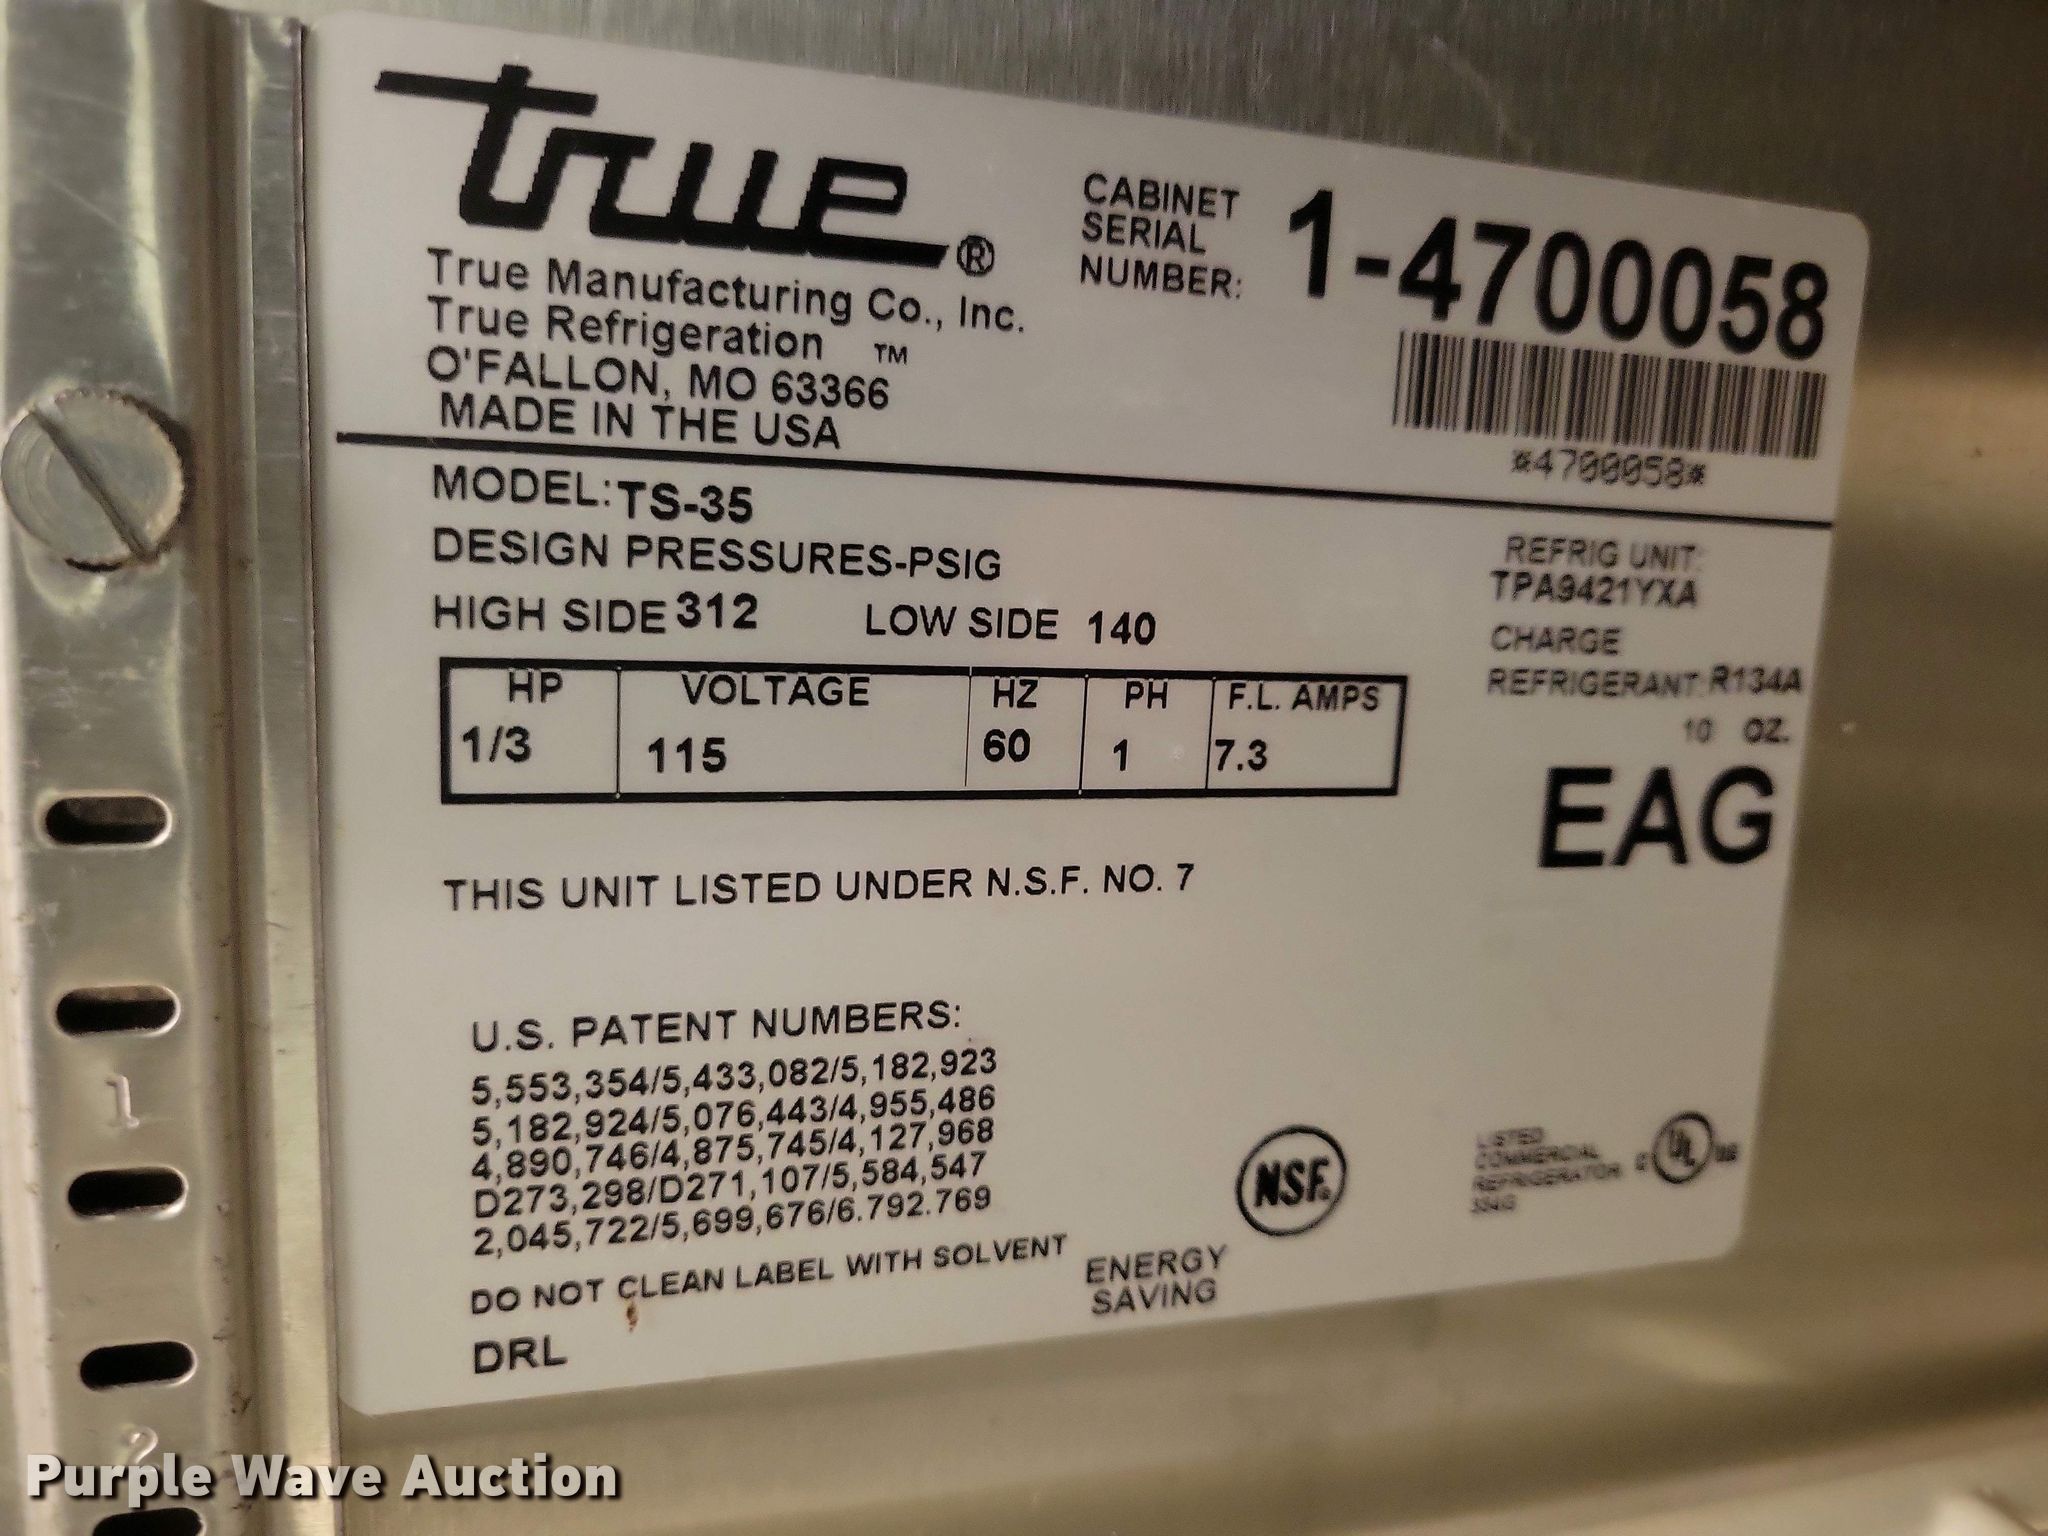 true®
True Manufacturing Co., Inc.
True Refrigeration ™
O'FALLON, MO 63366
MADE IN THE USA
CABINET
SERIAL
NUMBER: 1-4700058
*4700058*
MODEL: TS-35
DESIGN PRESSURES-PSIG
HIGH SIDE 312 LOW SIDE 140
HP VOLTAGE HZ PH F.L. AMPS
1/3 115 60 1 7.3
REFRIG UNIT:
TPA9421YXA
CHARGE
REFRIGERANT: R134A
10 OZ.
EAG
THIS UNIT LISTED UNDER N.S.F. NO. 7
U.S. PATENT NUMBERS:
5,553,354/5,433,082/5,182,923
5,182,924/5,076,443/4,955,486
4,890,746/4,875,745/4,127,968
D273,298/D271,107/5,584,547
2,045,722/5,699,676/6.792.769
DO NOT CLEAN LABEL WITH SOLVENT
DRL
ENERGY
SAVING
NSF®
LISTED
COMMERCIAL
REFRIGERATOR
C UL US
1
2
Purple Wave Auction